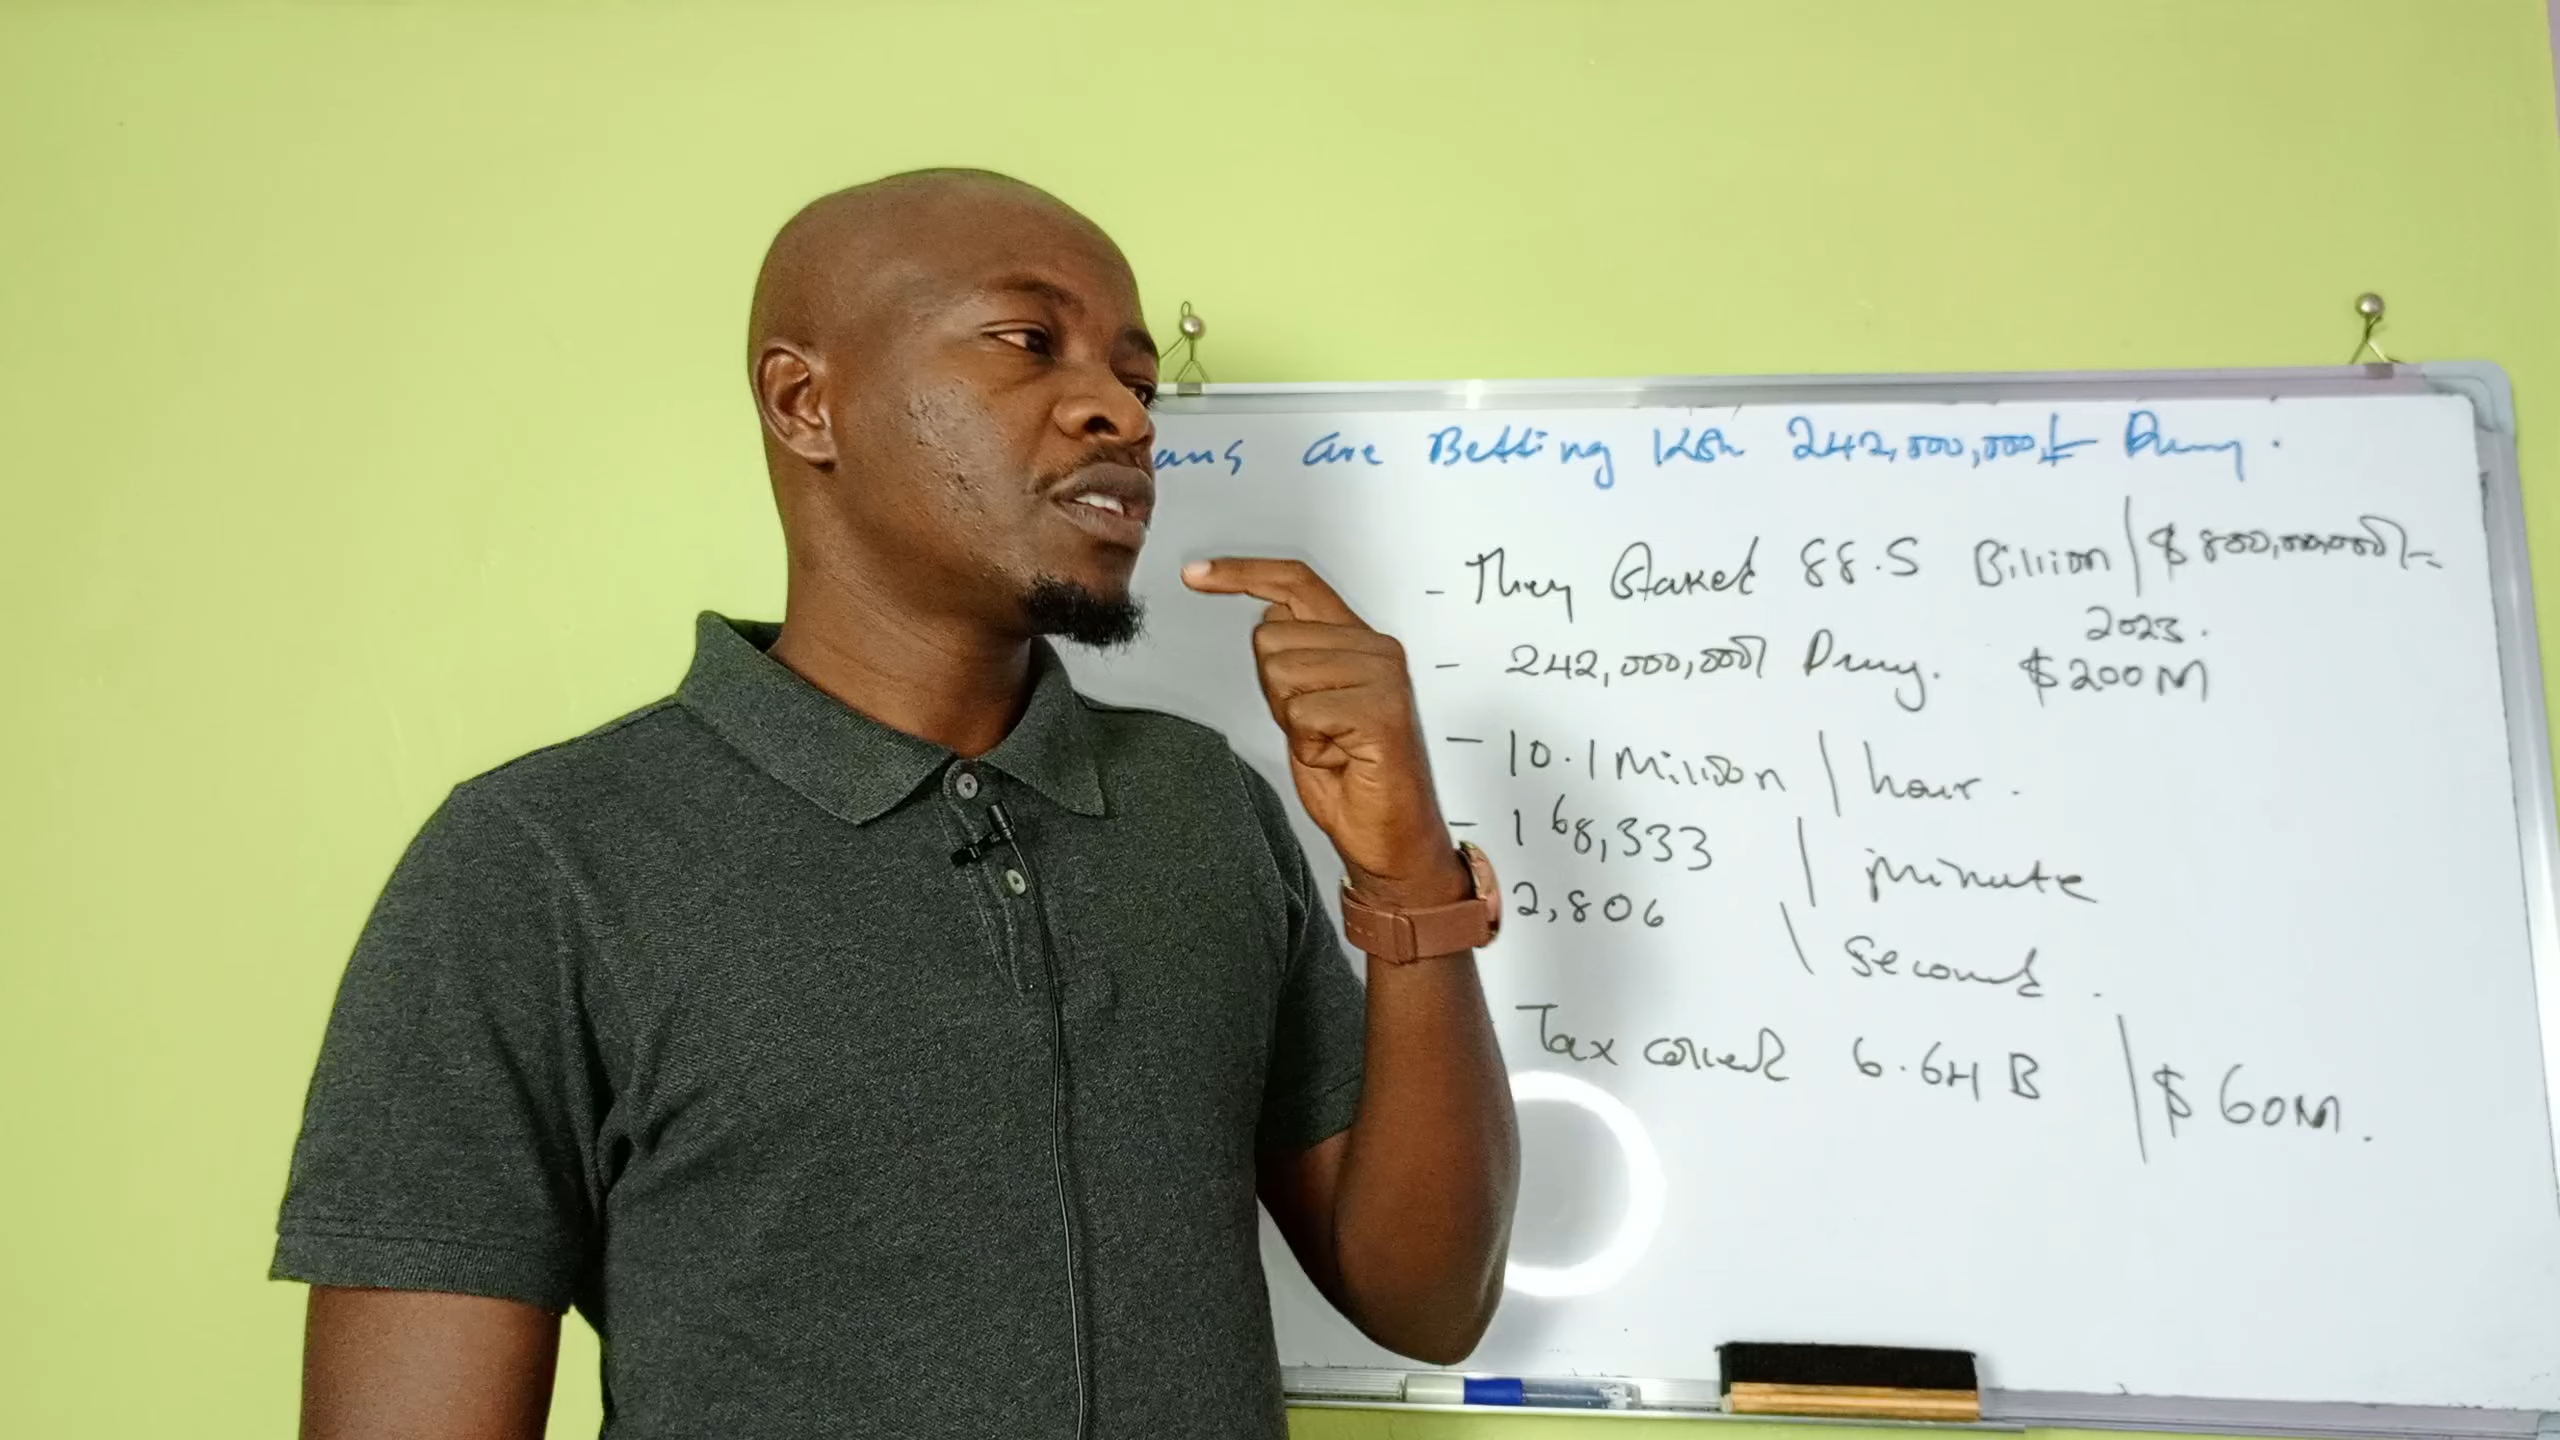 ans are Betting KSh 242,000,000/- Daily.
- They Staked 88.5 Billion / $800,000,000/-
2023.
- 242,000,000/ Daily. $200M
- 10.1 Million / hour.
- 168,333 / minute
2,806 / Second.
Tax collect 6.64 B / $60M.